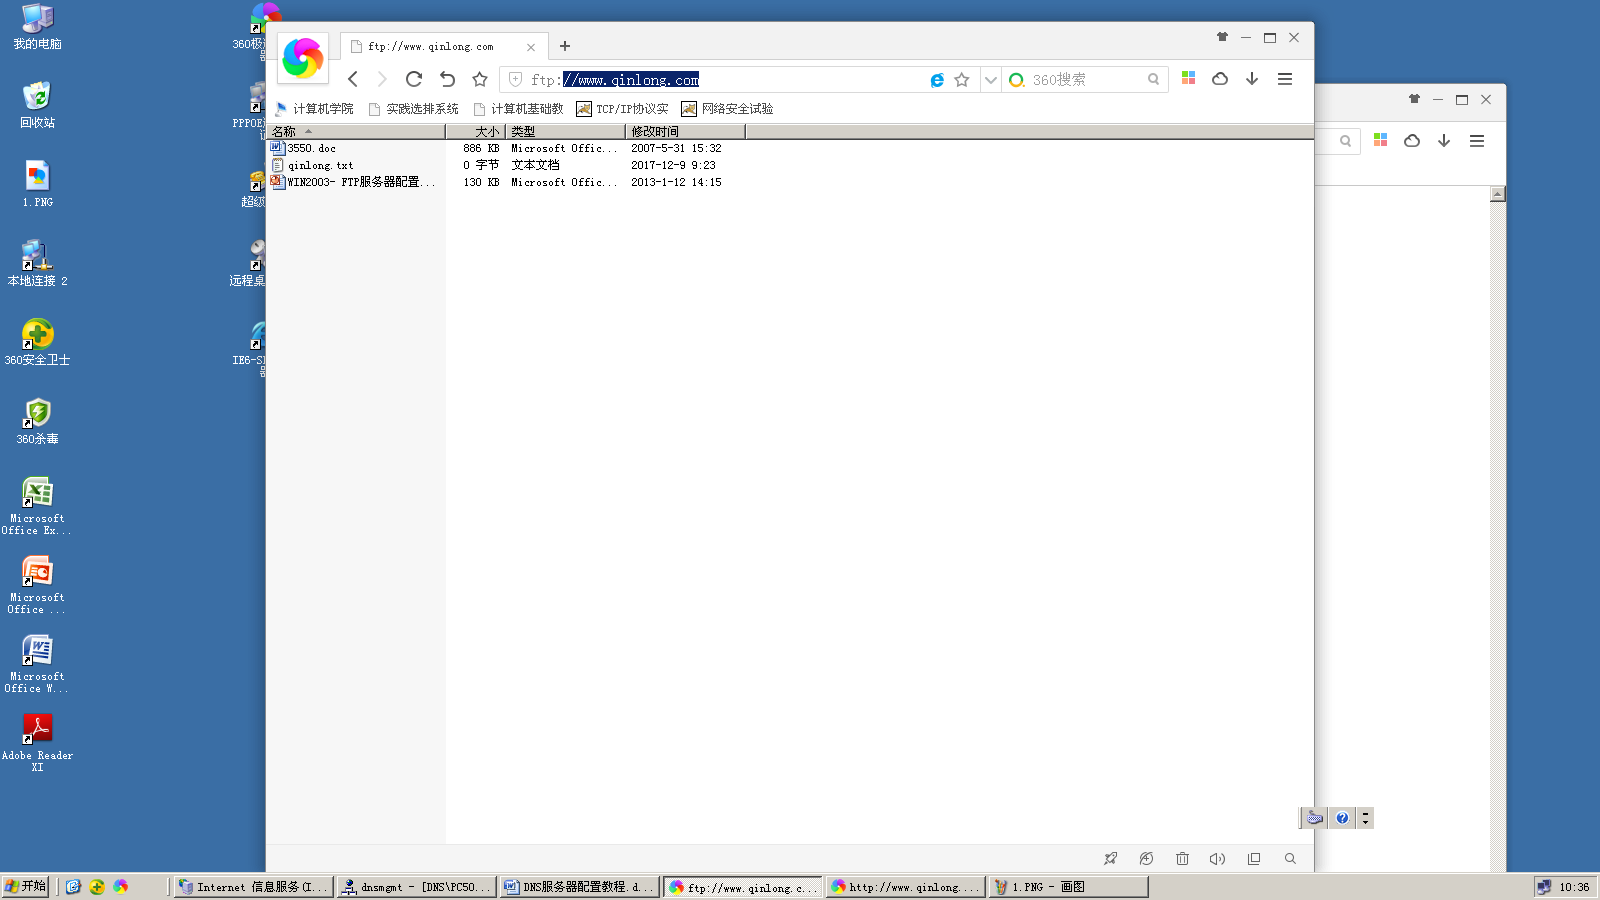 我的电脑
回收站
1.PNG
本地连接 2
360安全卫士
360杀毒
Microsoft
Office Ex...
Microsoft
Office ...
Microsoft
Office W...
Adobe Reader
XI
360极
PPPOE
超级
远程桌
IE6-S
ftp://www.qinlong.com
ftp://www.qinlong.com
360搜索
计算机学院
实践选排系统
计算机基础教
TCP/IP协议实
网络安全试验
名称 大小 类型 修改时间
3550.doc 886 KB Microsoft Offic... 2007-5-31 15:32
qinlong.txt 0 字节 文本文档 2017-12-9 9:23
WIN2003- FTP服务器配置... 130 KB Microsoft Offic... 2013-1-12 14:15
开始
Internet 信息服务(I...
dnsmgmt - [DNS\PC50...
DNS服务器配置教程.d...
ftp://www.qinlong.c...
http://www.qinlong....
1.PNG - 画图
10:36